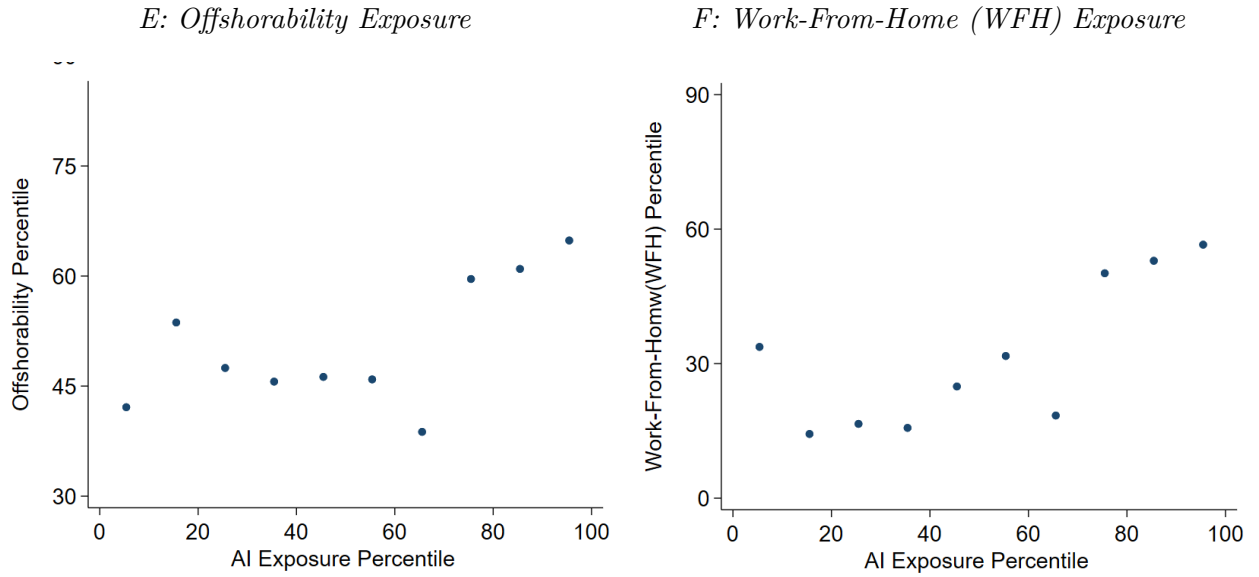 E: Offshorability Exposure
F: Work-From-Home (WFH) Exposure
Offshorability Percentile
75
60
45
30
0 20 40 60 80 100
AI Exposure Percentile
Work-From-Homw(WFH) Percentile
90
60
30
0
0 20 40 60 80 100
AI Exposure Percentile